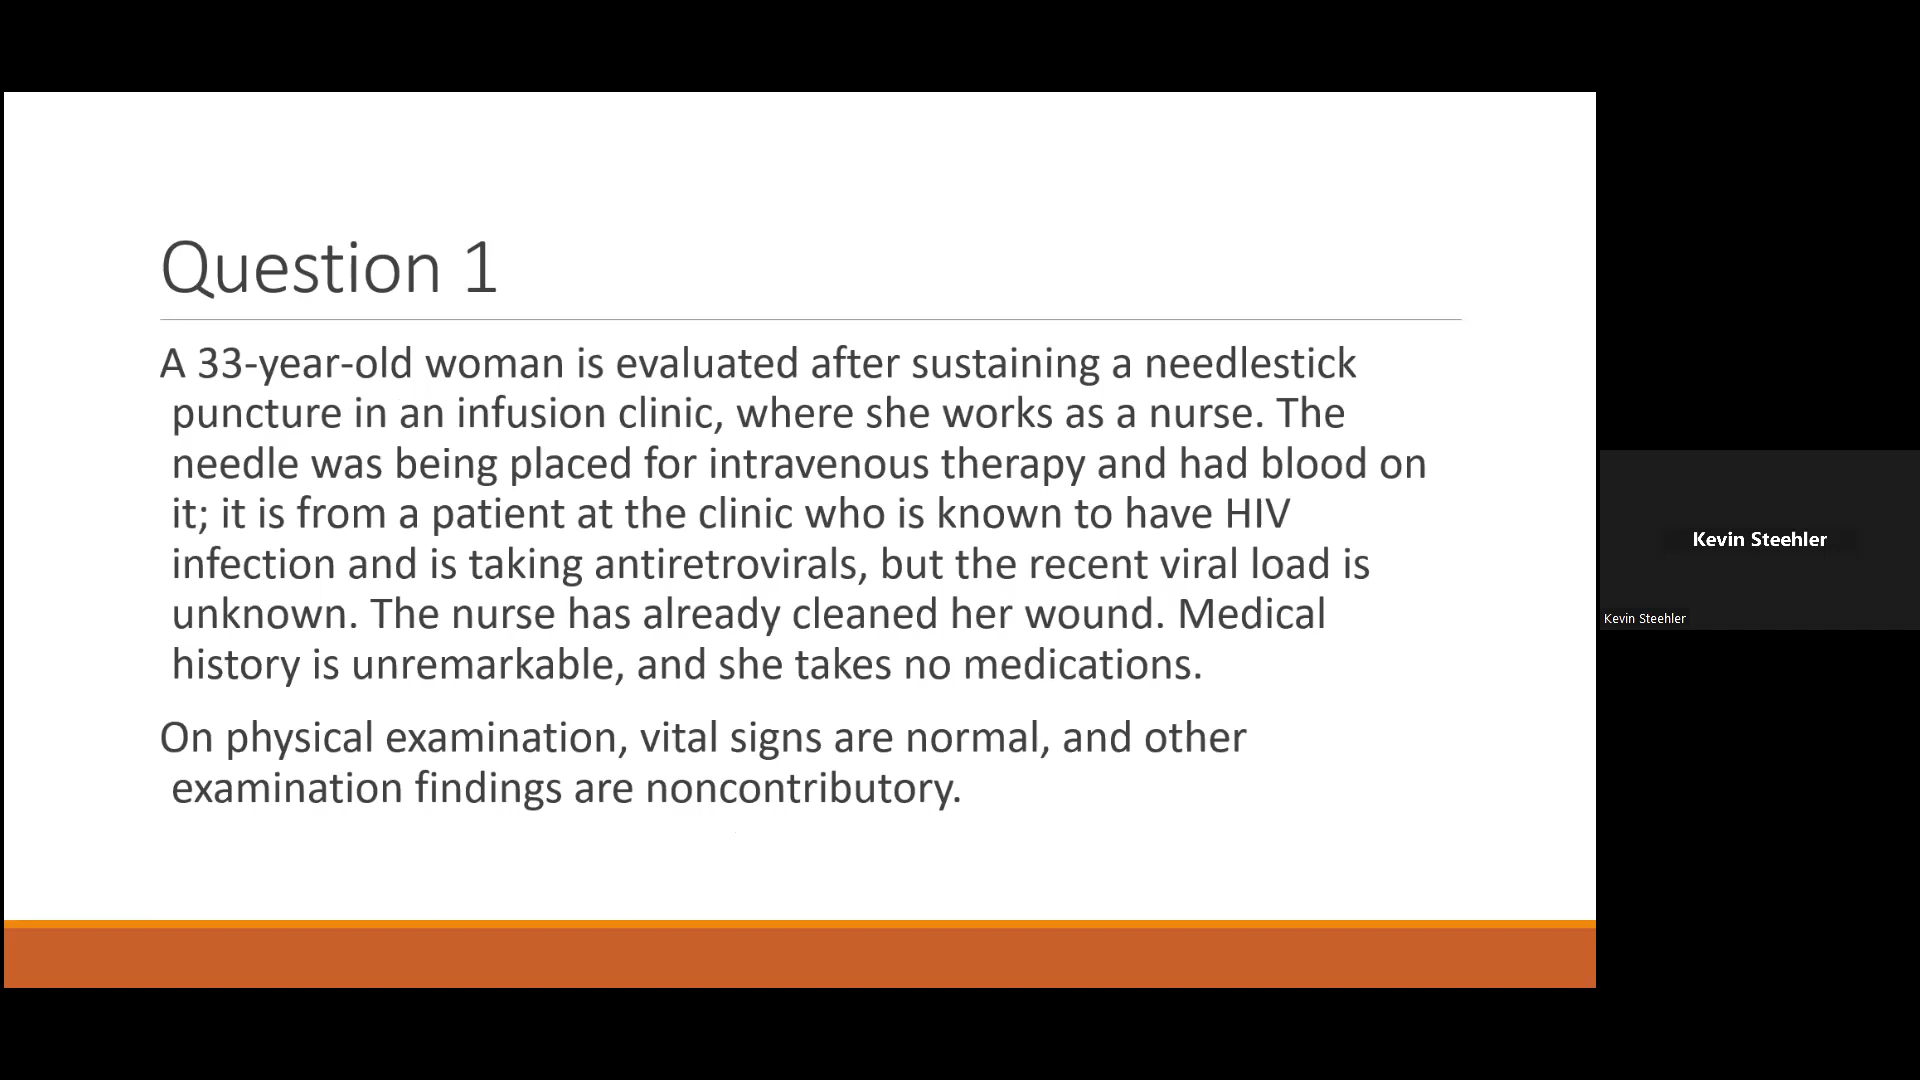 Question 1
A 33-year-old woman is evaluated after sustaining a needlestick
puncture in an infusion clinic, where she works as a nurse. The
needle was being placed for intravenous therapy and had blood on
it; it is from a patient at the clinic who is known to have HIV
infection and is taking antiretrovirals, but the recent viral load is
unknown. The nurse has already cleaned her wound. Medical
history is unremarkable, and she takes no medications.
On physical examination, vital signs are normal, and other
examination findings are noncontributory.
Kevin Steehler
Kevin Steehler